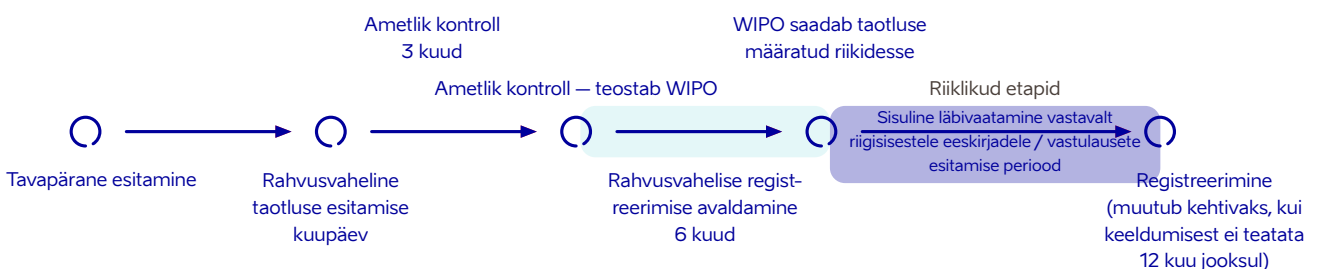 Ametlik kontroll
3 kuud
WIPO saadab taotluse
määratud riikidesse
Ametlik kontroll — teostab WIPO
Riiklikud etapid
Sisuline läbivaatamine vastavalt
riigisisestele eeskirjadele / vastulausete
esitamise periood
Tavapärane esitamine
Rahvusvaheline
taotluse esitamise
kuupäev
Rahvusvahelise regist-
reerimise avaldamine
6 kuud
Registreerimine
(muutub kehtivaks, kui
keeldumisest ei teatata
12 kuu jooksul)